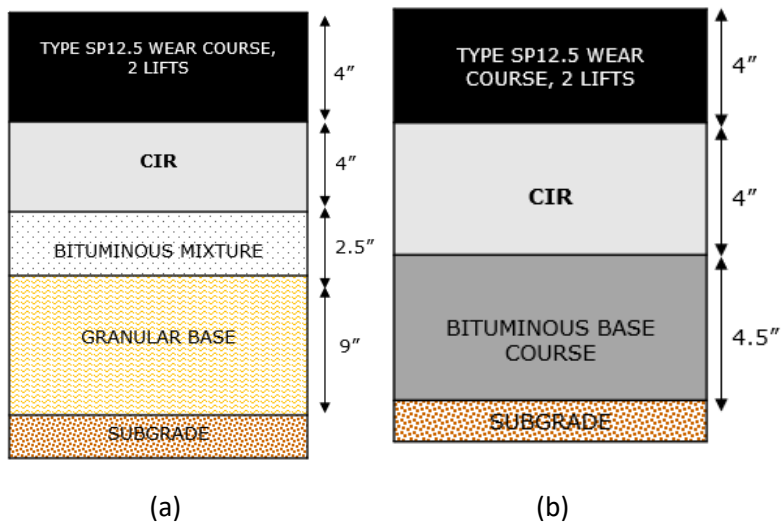 TYPE SP12.5 WEAR COURSE,
2 LIFTS
4”
CIR
4”
BITUMINOUS MIXTURE
2.5”
GRANULAR BASE
9”
SUBGRADE
(a)
TYPE SP12.5 WEAR
COURSE, 2 LIFTS
4”
CIR
4”
BITUMINOUS BASE
COURSE
4.5”
SUBGRADE
(b)